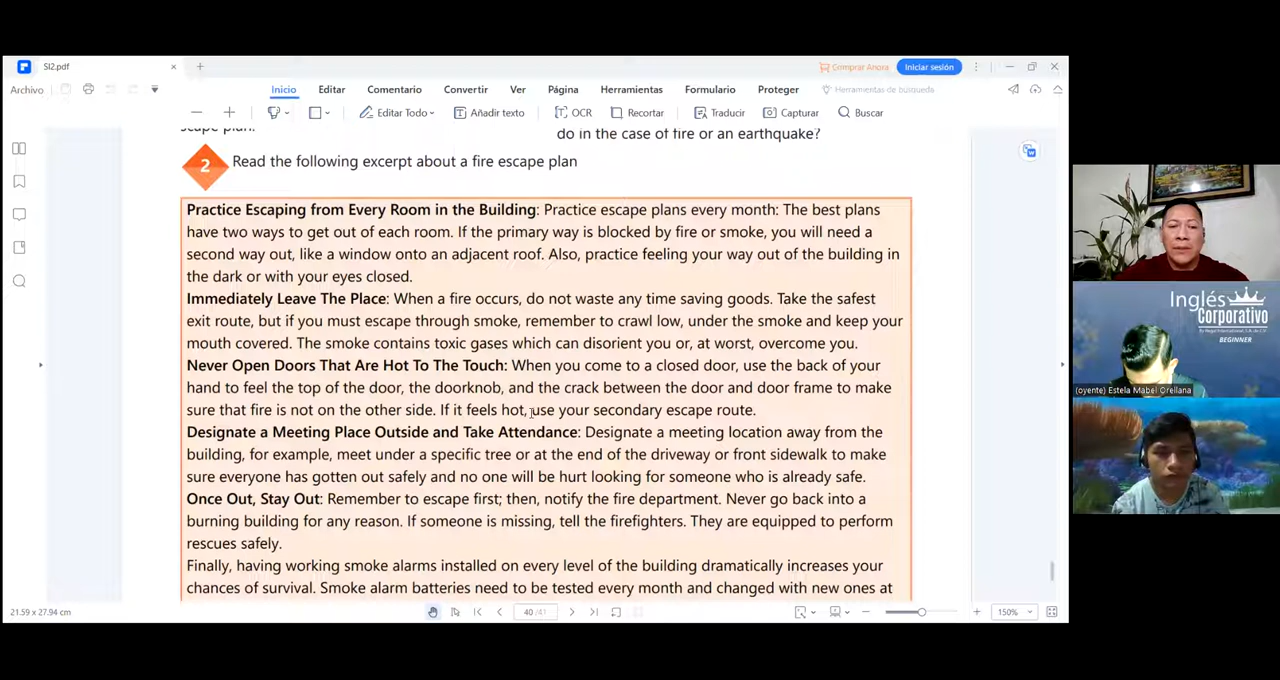 SI2.pdf
Comprar Ahora
Iniciar sesión
Archivo
Inicio
Editar
Comentario
Convertir
Ver
Página
Herramientas
Formulario
Proteger
Herramientas de búsqueda
Editar Todo
Añadir texto
OCR
Recortar
Traducir
Capturar
Buscar
scape plan.
do in the case of fire or an earthquake?
2
Read the following excerpt about a fire escape plan
Practice Escaping from Every Room in the Building: Practice escape plans every month: The best plans
have two ways to get out of each room. If the primary way is blocked by fire or smoke, you will need a
second way out, like a window onto an adjacent roof. Also, practice feeling your way out of the building in
the dark or with your eyes closed.
Immediately Leave The Place: When a fire occurs, do not waste any time saving goods. Take the safest
exit route, but if you must escape through smoke, remember to crawl low, under the smoke and keep your
mouth covered. The smoke contains toxic gases which can disorient you or, at worst, overcome you.
Never Open Doors That Are Hot To The Touch: When you come to a closed door, use the back of your
hand to feel the top of the door, the doorknob, and the crack between the door and door frame to make
sure that fire is not on the other side. If it feels hot, use your secondary escape route.
Designate a Meeting Place Outside and Take Attendance: Designate a meeting location away from the
building, for example, meet under a specific tree or at the end of the driveway or front sidewalk to make
sure everyone has gotten out safely and no one will be hurt looking for someone who is already safe.
Once Out, Stay Out: Remember to escape first; then, notify the fire department. Never go back into a
burning building for any reason. If someone is missing, tell the firefighters. They are equipped to perform
rescues safely.
Finally, having working smoke alarms installed on every level of the building dramatically increases your
chances of survival. Smoke alarm batteries need to be tested every month and changed with new ones at
21.59 x 27.94 cm
40 /41
150%
Inglés
Corporativo
BEGINNER
(oyente) Estela Mabel Orellana